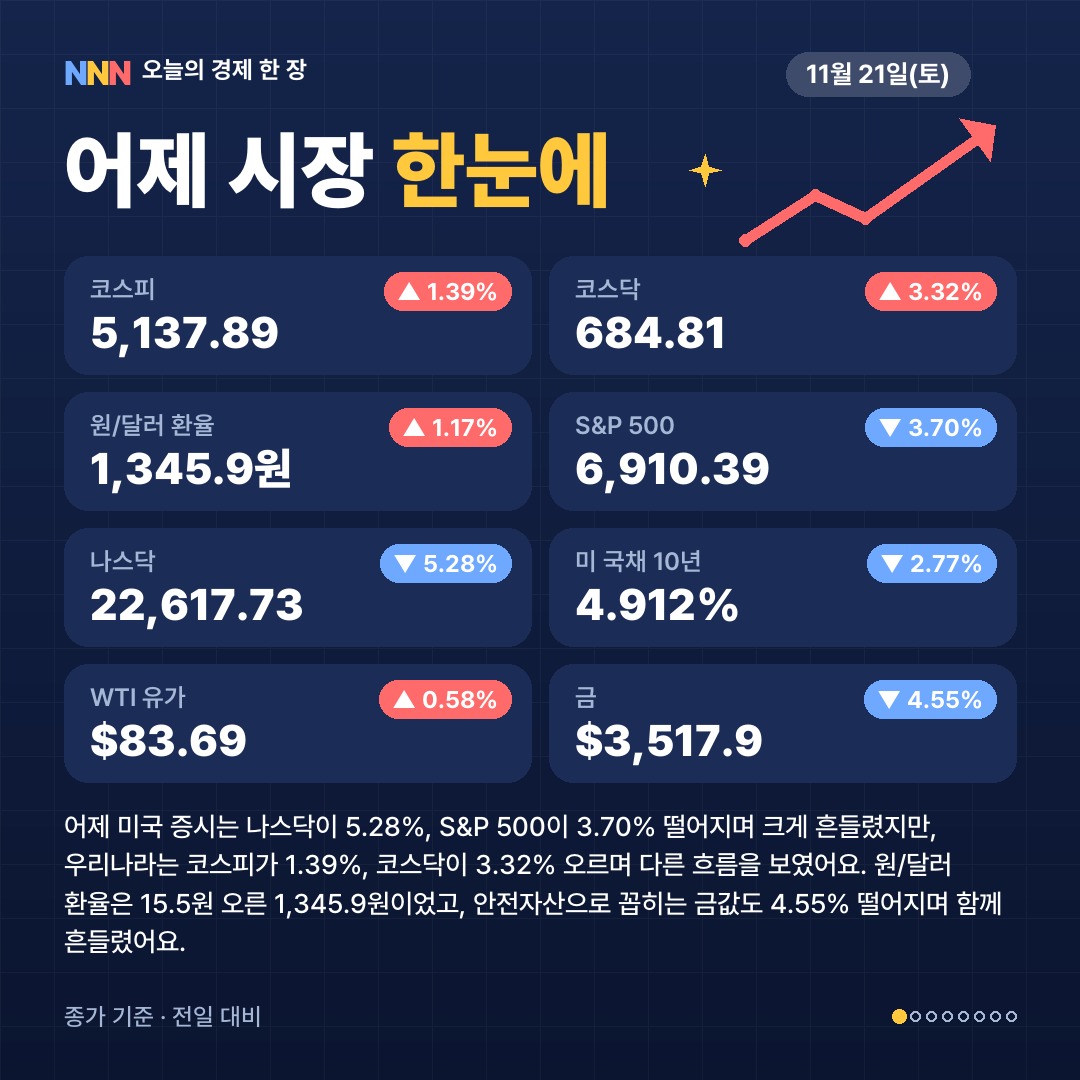 NNN 오늘의 경제 한 장
11월 21일(토)
어제 시장 한눈에
코스피
▲ 1.39%
5,137.89
코스닥
▲ 3.32%
684.81
원/달러 환율
▲ 1.17%
1,345.9원
S&P 500
▼ 3.70%
6,910.39
나스닥
▼ 5.28%
22,617.73
미 국채 10년
▼ 2.77%
4.912%
WTI 유가
▲ 0.58%
$83.69
금
▼ 4.55%
$3,517.9
어제 미국 증시는 나스닥이 5.28%, S&P 500이 3.70% 떨어지며 크게 흔들렸지만,
우리나라는 코스피가 1.39%, 코스닥이 3.32% 오르며 다른 흐름을 보였어요. 원/달러
환율은 15.5원 오른 1,345.9원이었고, 안전자산으로 꼽히는 금값도 4.55% 떨어지며 함께
흔들렸어요.
종가 기준 · 전일 대비